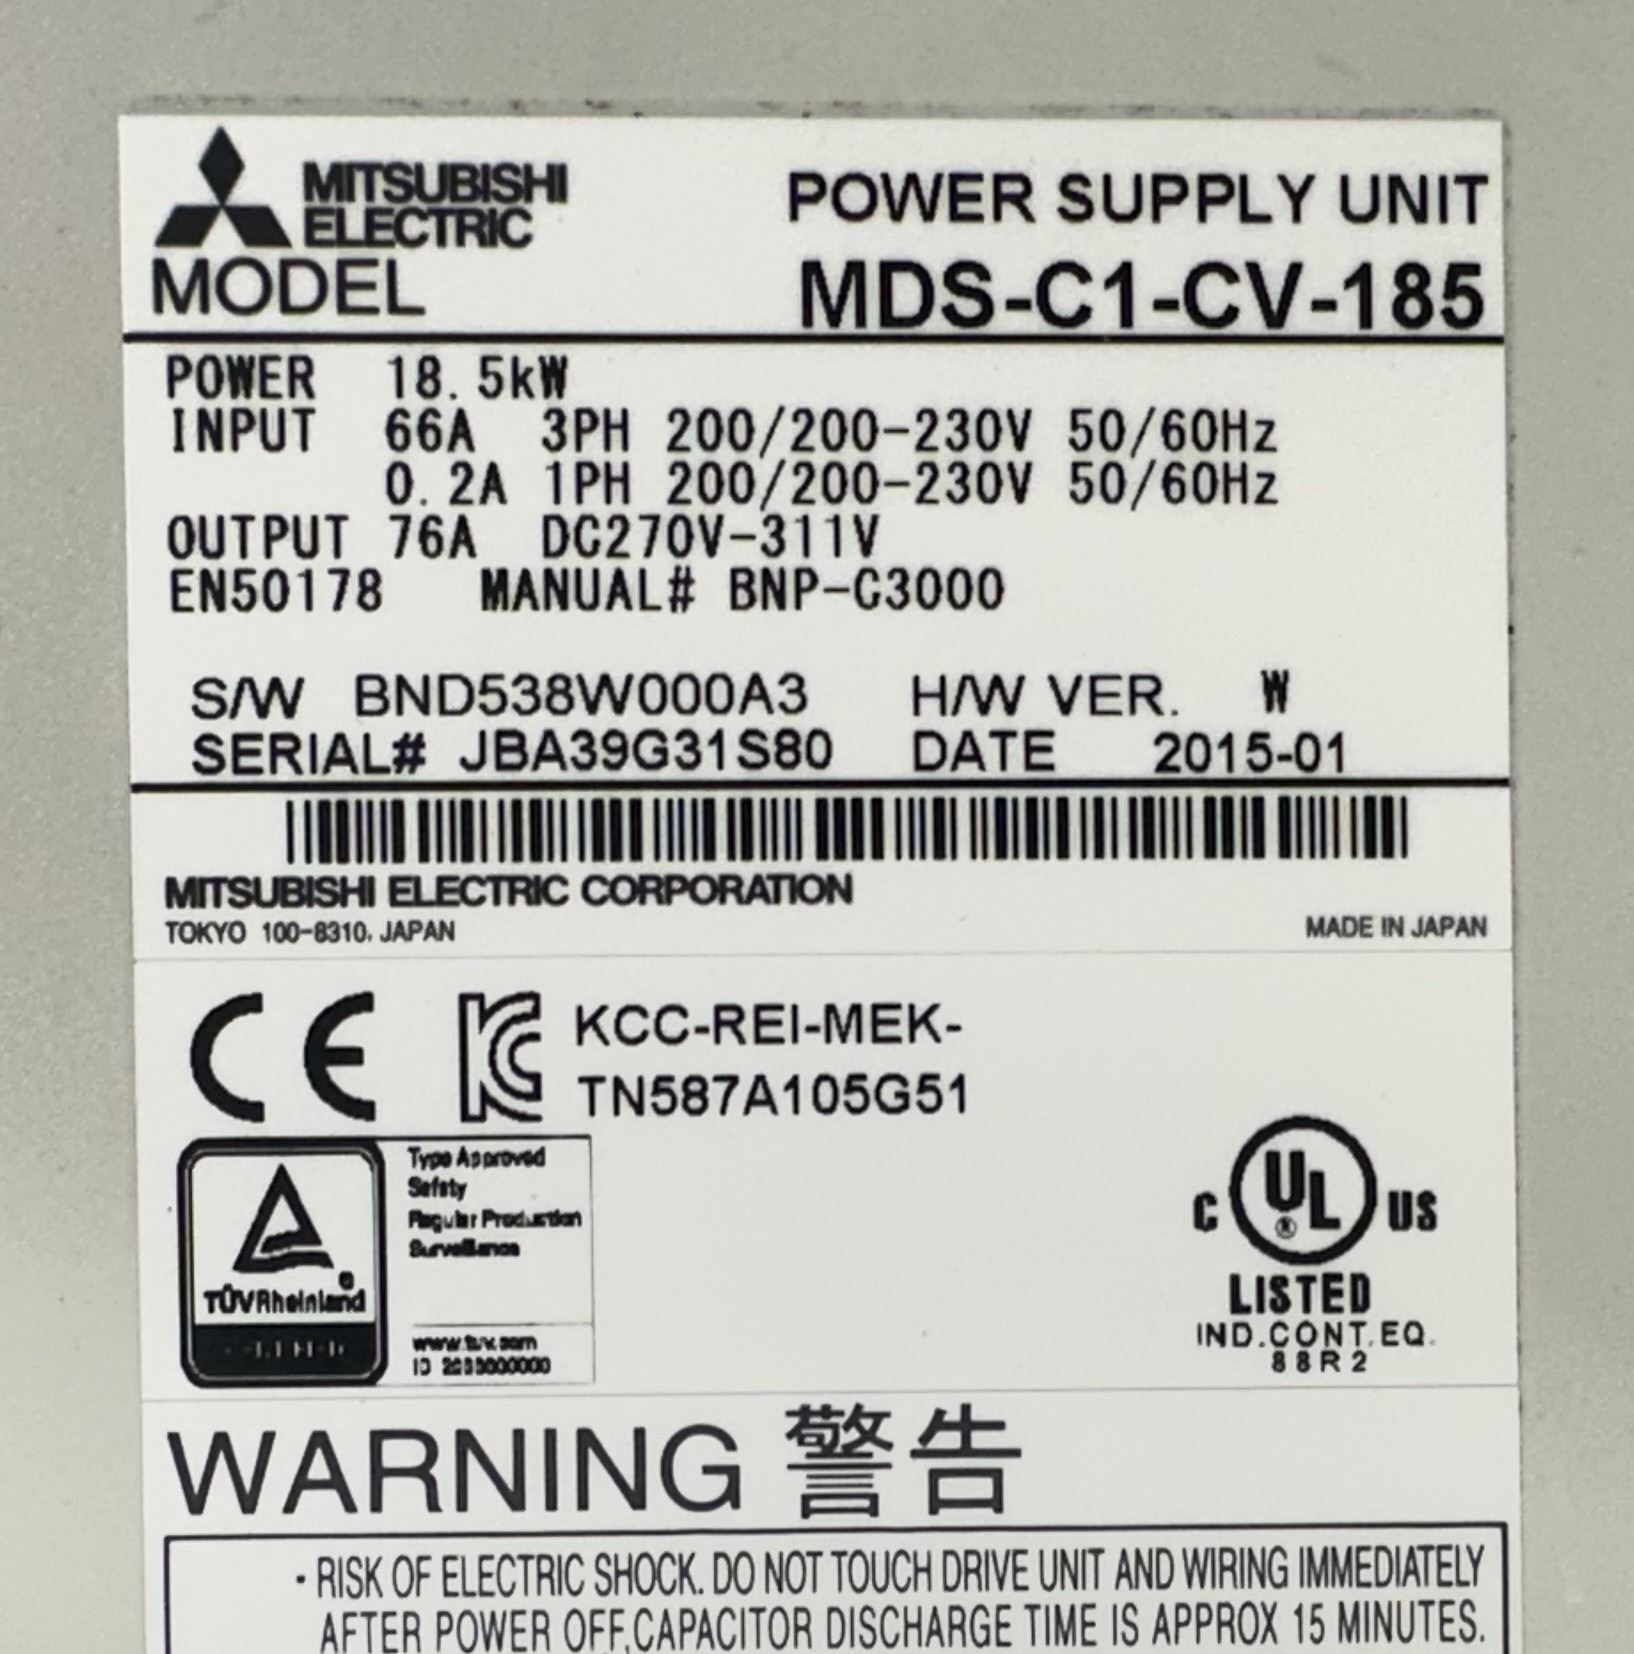 MITSUBISHI
ELECTRIC
POWER SUPPLY UNIT
MODEL MDS-C1-CV-185
POWER 18.5kW
INPUT 66A 3PH 200/200-230V 50/60Hz
0.2A 1PH 200/200-230V 50/60Hz
OUTPUT 76A DC270V-311V
EN50178 MANUAL# BNP-C3000
S/W BND538W000A3 H/W VER. W
SERIAL# JBA39G31S80 DATE 2015-01
MITSUBISHI ELECTRIC CORPORATION
TOKYO 100-8310, JAPAN MADE IN JAPAN
CE KC KCC-REI-MEK-
TN587A105G51
Type Approved
Safety
Regular Production
Surveillance
TÜVRheinland
www.tuv.com
ID
C UL ® US
LISTED
IND.CONT.EQ.
88R2
WARNING 警告
・RISK OF ELECTRIC SHOCK. DO NOT TOUCH DRIVE UNIT AND WIRING IMMEDIATELY
AFTER POWER OFF,CAPACITOR DISCHARGE TIME IS APPROX 15 MINUTES.